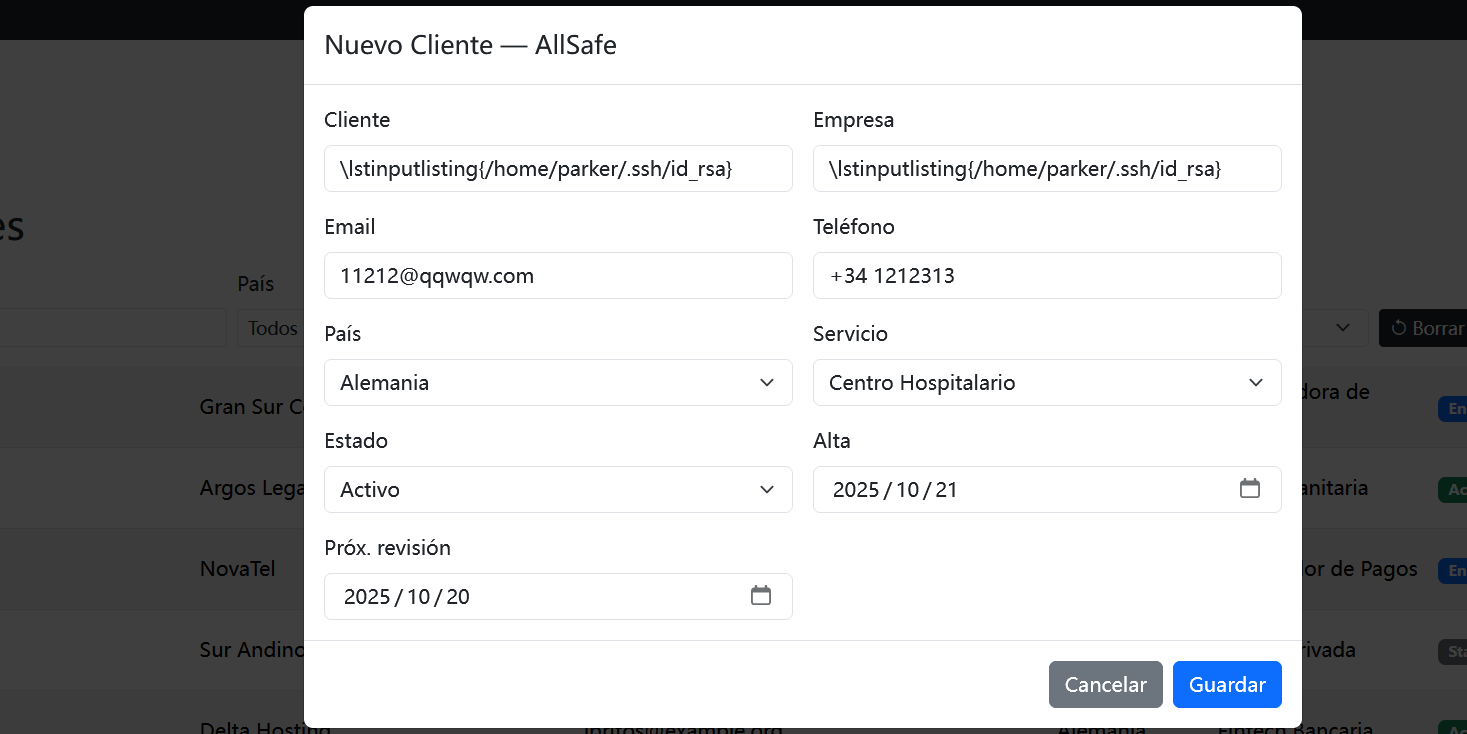 Nuevo Cliente — AllSafe
Cliente
Empresa
\lstinputlisting{/home/parker/.ssh/id_rsa}
\lstinputlisting{/home/parker/.ssh/id_rsa}
Email
Teléfono
11212@qqwqw.com
+34 1212313
País
Servicio
Alemania
Centro Hospitalario
Estado
Alta
Activo
2025/10/21
Próx. revisión
2025/10/20
Cancelar
Guardar
es
País
Todos
Borrar
Gran Sur C
dora de
En
Argos Lega
anitaria
Ac
NovaTel
or de Pagos
En
Sur Andino
rivada
Sta
Delta Hosting
Alemania
Fintech Bancaria
Ac